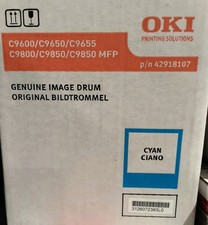 OKI
PRINTING SOLUTIONS
C9600/C9650/C9655
C9800/C9850/C9850 MFP
p/n 42918107
GENUINE IMAGE DRUM
ORIGINAL BILDTROMMEL
CYAN
CIANO